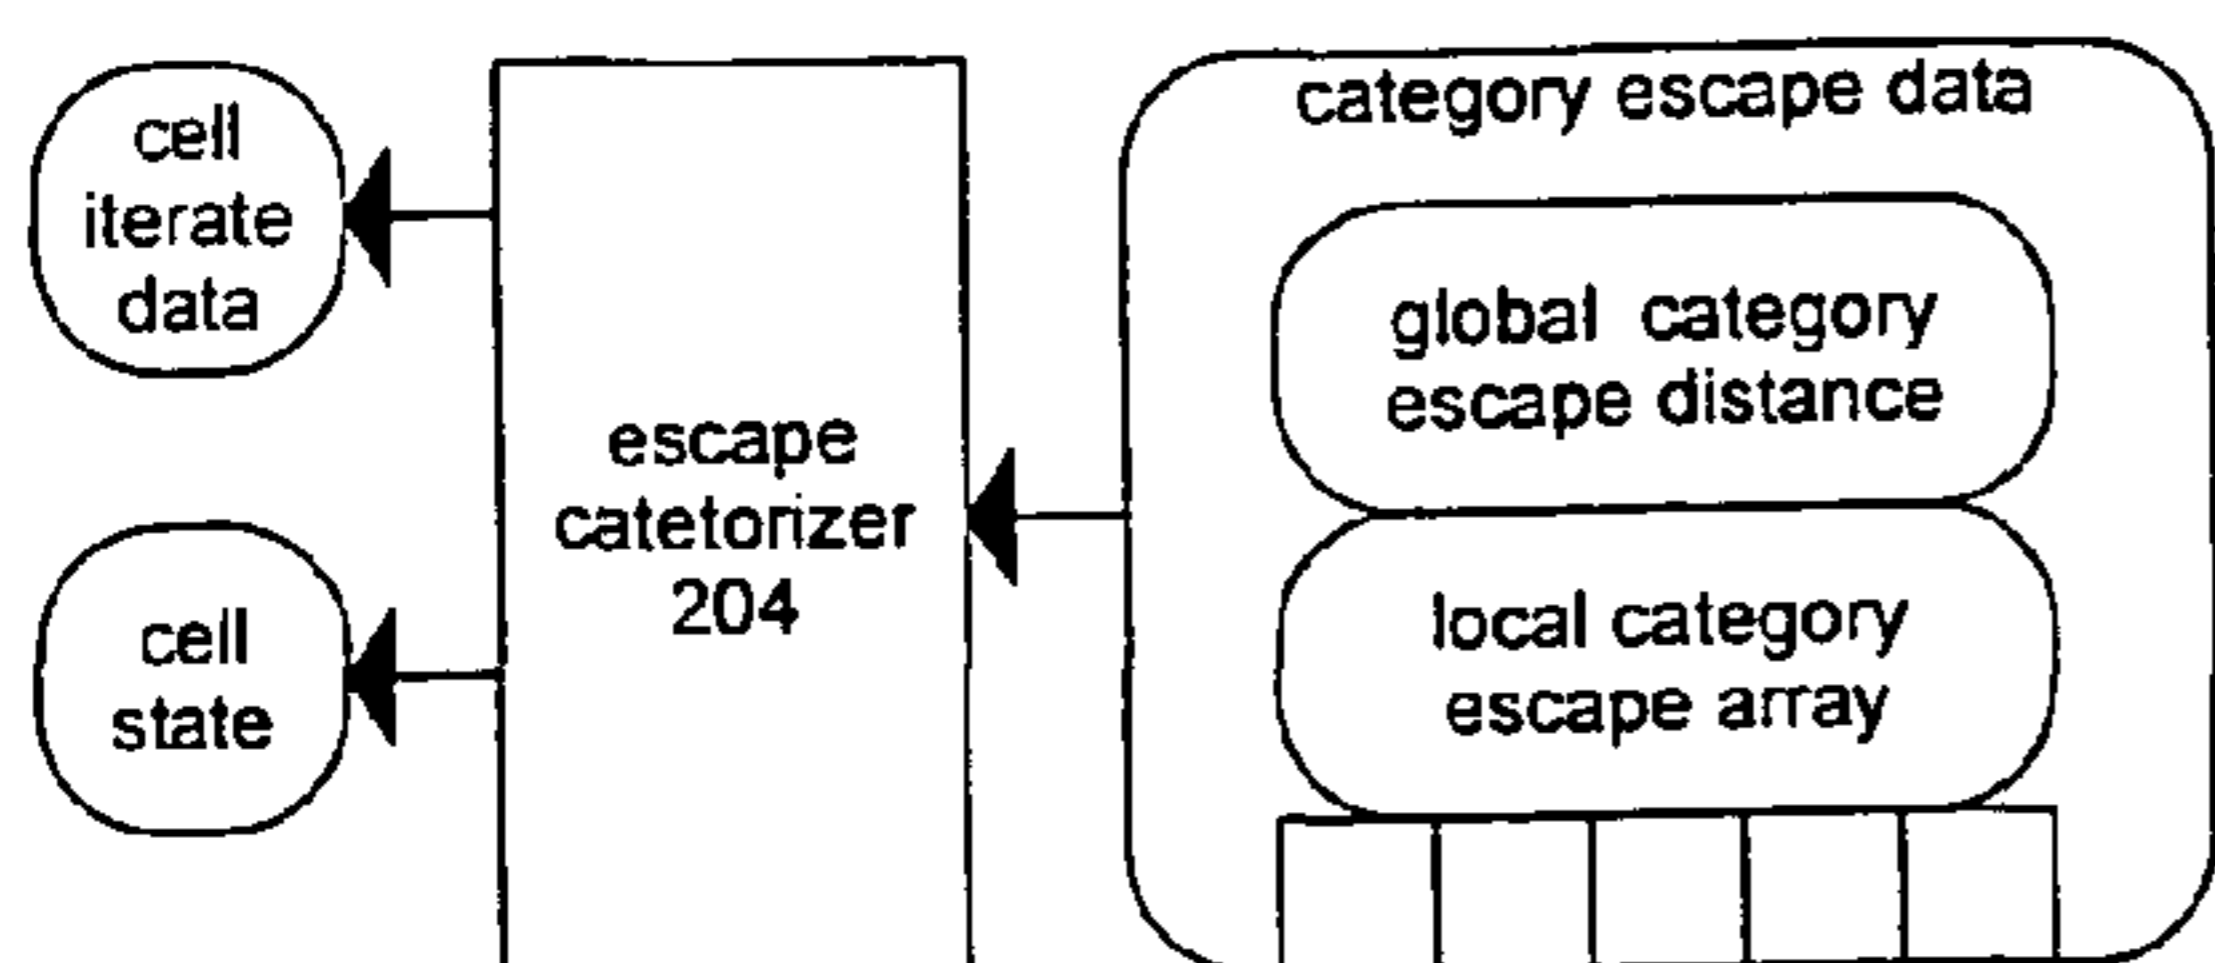 cell
iterate
data
cell
state
escape
catetorizer
204
category escape data
global category
escape distance
local category
escape array